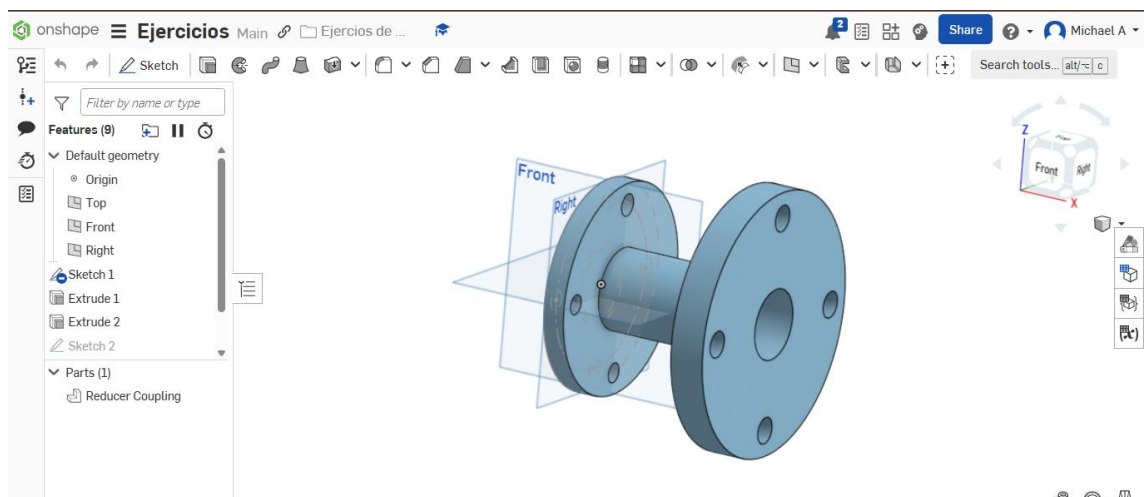 onshape Ejercicios Main Ejercios de ... 2 Share Michael A
Sketch Search tools... alt/⌥ c
Filter by name or type
Features (9)
Default geometry
Origin
Top
Front
Right
Sketch 1
Extrude 1
Extrude 2
Sketch 2
Parts (1)
Reducer Coupling
Front
Right
Z
Front
Right
X